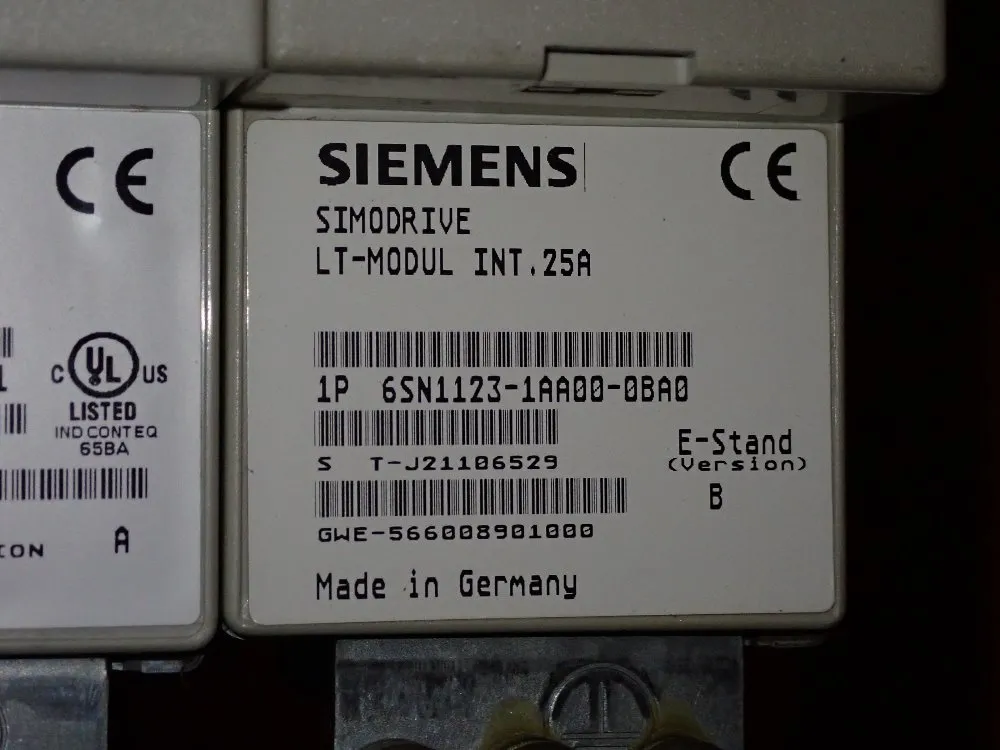 CE
C UL US
LISTED
IND CONT EQ
65BA
A
SIEMENS
CE
SIMODRIVE
LT-MODUL INT.25A
1P 6SN1123-1AA00-0BA0
S T-J21106529
E-Stand
(Version)
B
GWE-566008901000
Made in Germany